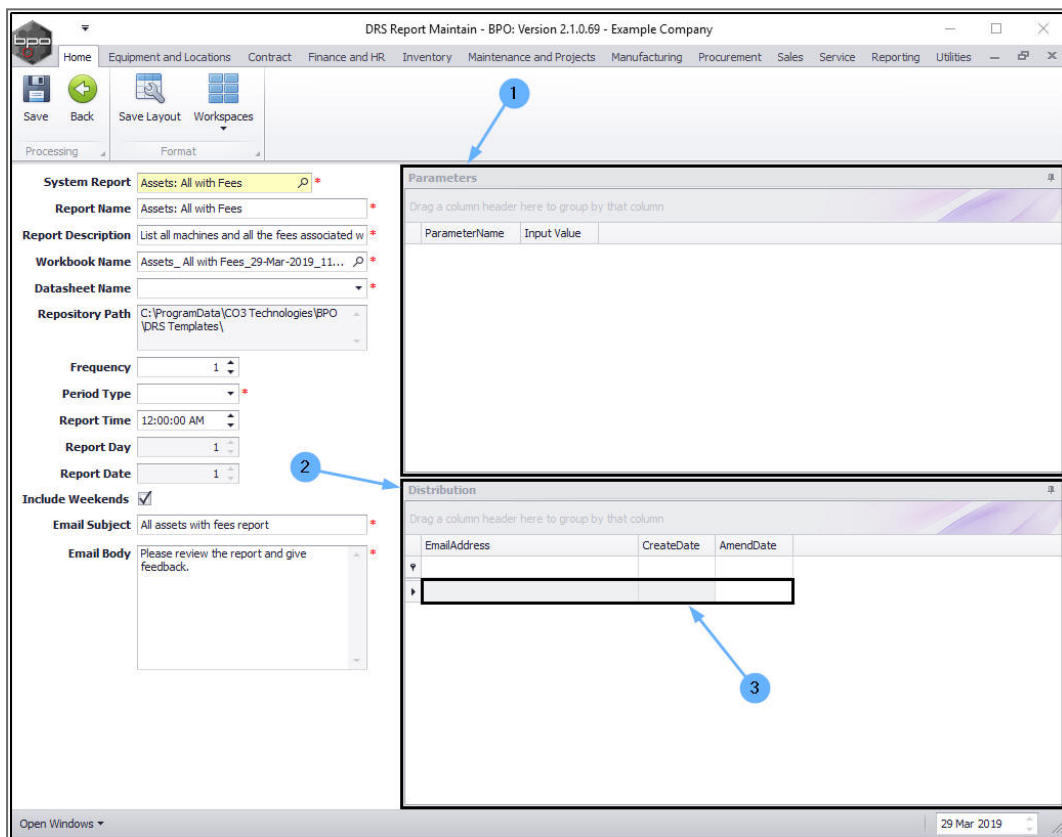 DRS Report Maintain - BPO: Version 2.1.0.69 - Example Company
bpo
Home Equipment and Locations Contract Finance and HR Inventory Maintenance and Projects Manufacturing Procurement Sales Service Reporting Utilities
Save Back Save Layout Workspaces
Processing Format
1
System Report Assets: All with Fees *
Report Name Assets: All with Fees *
Report Description List all machines and all the fees associated w *
Workbook Name Assets_ All with Fees_29-Mar-2019_11... *
Datasheet Name *
Repository Path C:\ProgramData\CO3 Technologies\BPO
\DRS Templates\
Frequency 1
Period Type *
Report Time 12:00:00 AM
Report Day 1
Report Date 1
Include Weekends
Email Subject All assets with fees report *
Email Body Please review the report and give *
feedback.
Parameters
Drag a column header here to group by that column
ParameterName Input Value
2
Distribution
Drag a column header here to group by that column
EmailAddress CreateDate AmendDate
3
Open Windows 29 Mar 2019